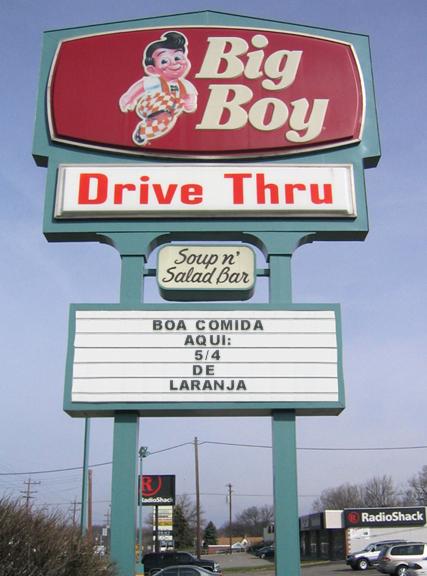 Big
Boy
Drive Thru
Soup n'
Salad Bar
BOA COMIDA
AQUI:
5/4
DE
LARANJA
R
RadioShack
R RadioShack